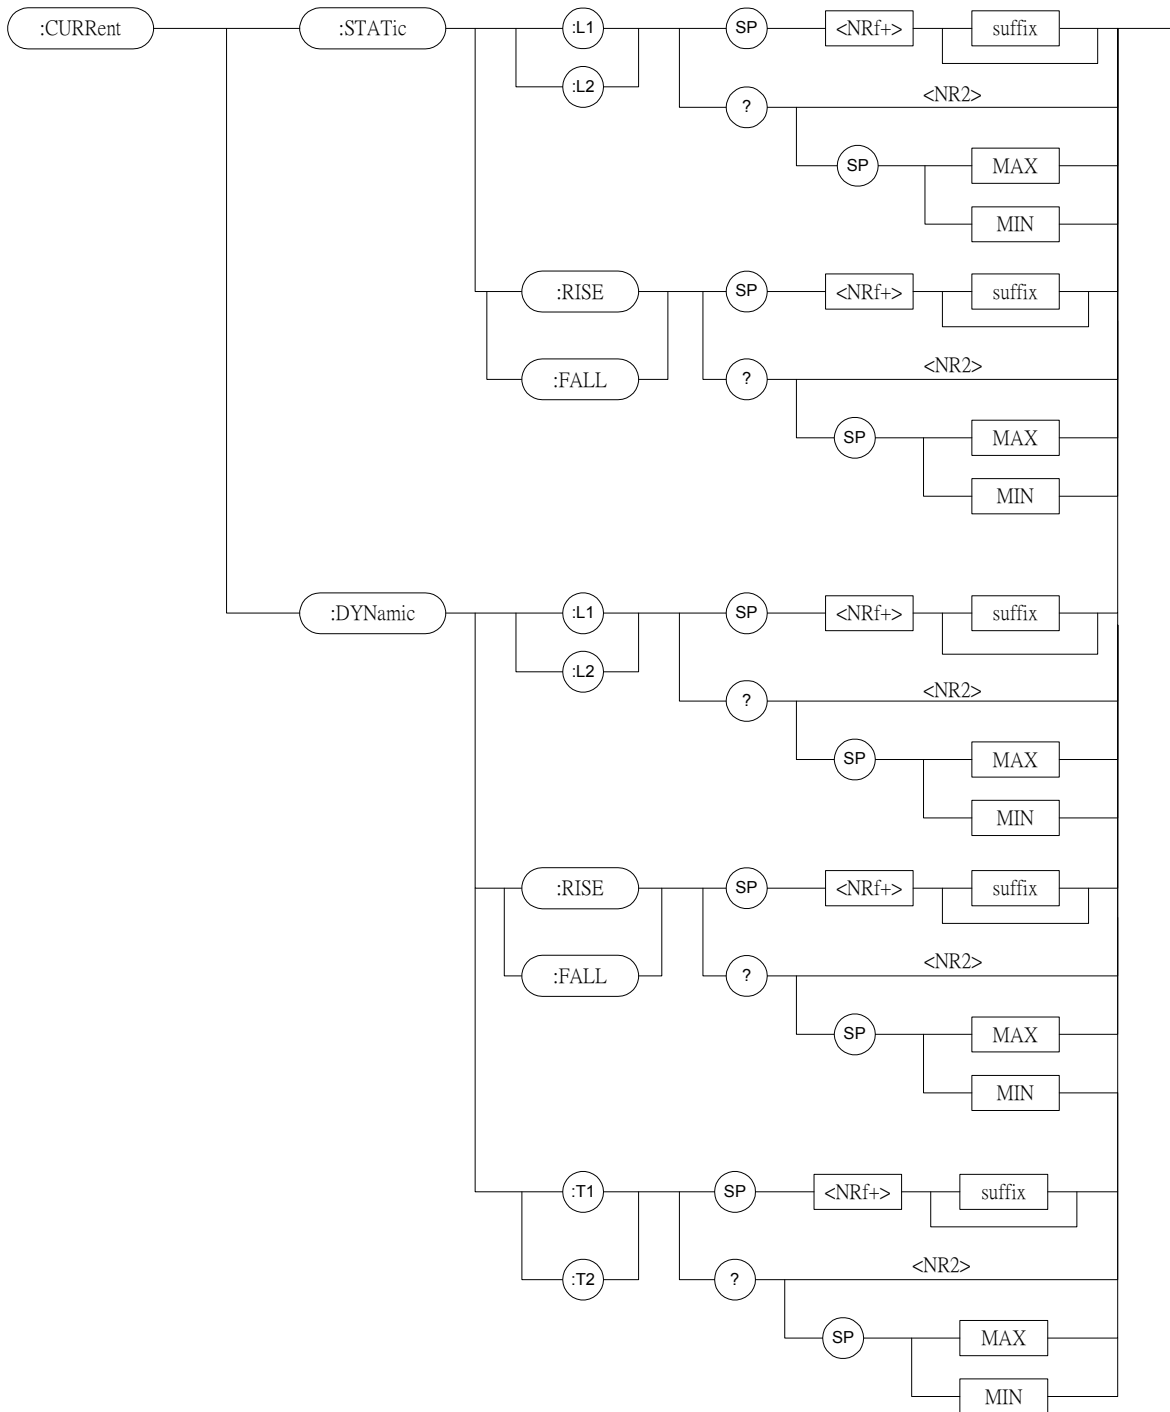 :CURRent :STATic :L1 SP <NRf+> suffix
:L2 ? <NR2>
SP MAX
MIN
:RISE SP <NRf+> suffix
:FALL ? <NR2>
SP MAX
MIN
:DYNamic :L1 SP <NRf+> suffix
:L2 ? <NR2>
SP MAX
MIN
:RISE SP <NRf+> suffix
:FALL ? <NR2>
SP MAX
MIN
:T1 SP <NRf+> suffix
:T2 ? <NR2>
SP MAX
MIN